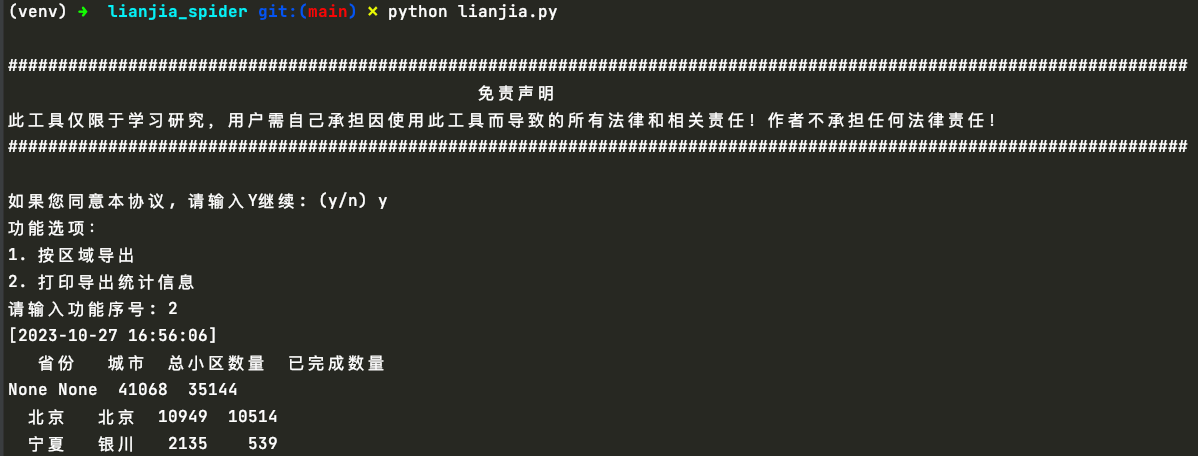 (venv) ➜ lianjia_spider git:(main) ✗ python lianjia.py
######################################################################################################################
免责声明
此工具仅限于学习研究，用户需自己承担因使用此工具而导致的所有法律和相关责任！作者不承担任何法律责任！
######################################################################################################################
如果您同意本协议，请输入Y继续：(y/n) y
功能选项：
1. 按区域导出
2. 打印导出统计信息
请输入功能序号：2
[2023-10-27 16:56:06]
省份 城市 总小区数量 已完成数量
None None 41068 35144
北京 北京 10949 10514
宁夏 银川 2135 539